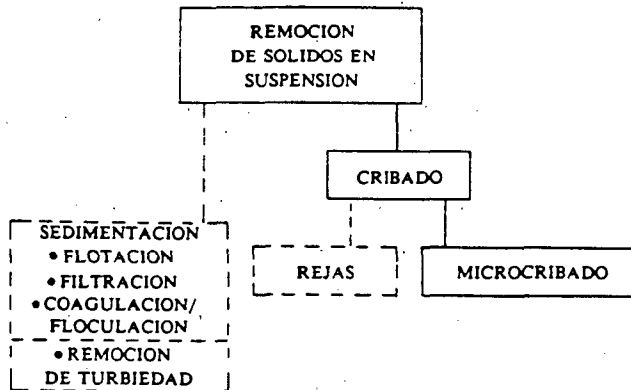 REMOCION
DE SOLIDOS EN
SUSPENSION
CRIBADO
SEDIMENTACION
• FLOTACION
• FILTRACION
• COAGULACION/
FLOCULACION
• REMOCION
DE TURBIEDAD
REJAS
MICROCRIBADO